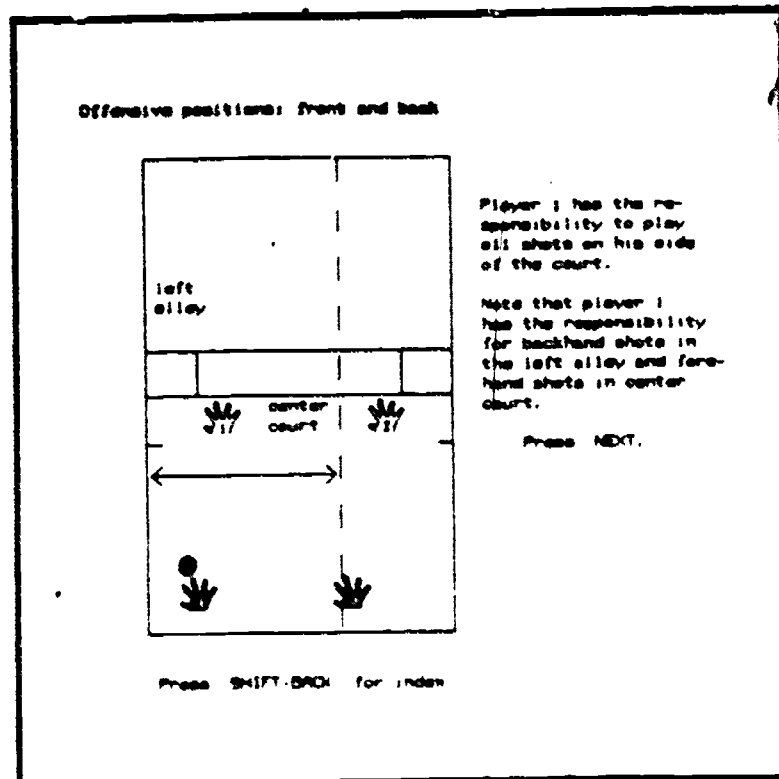 Offensive positions: front and back
Player 1 has the re-
sponsibility to play
all shots on his side
of the court.
left
alley
Note that player 1
has the responsibility
for backhand shots in
the left alley and fore-
hand shots in center
court.
center
court
1
2
Press NEXT.
Press SHIFT-BACK for index